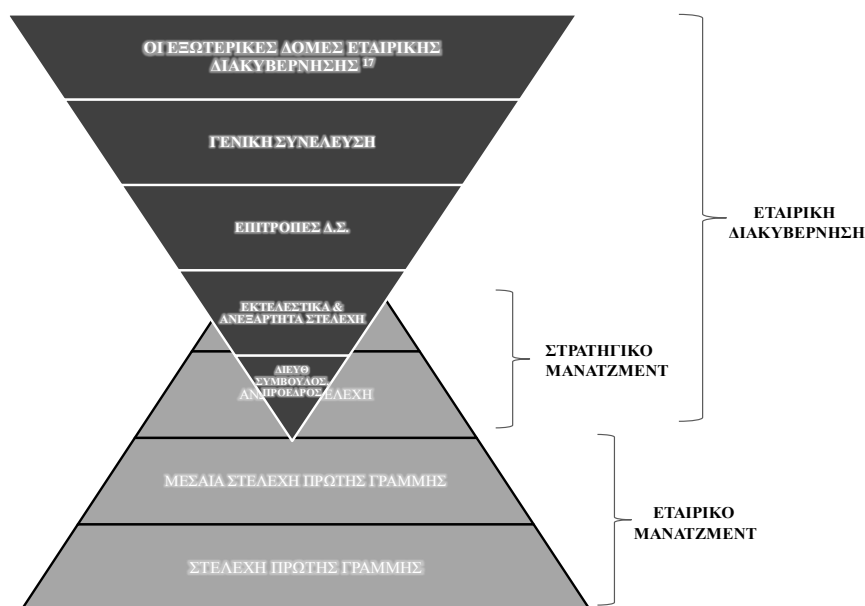 ΟΙ ΕΞΩΤΕΡΙΚΕΣ ΔΟΜΕΣ ΕΤΑΙΡΙΚΗΣ
ΔΙΑΚΥΒΕΡΝΗΣΗΣ 17
ΓΕΝΙΚΗ ΣΥΝΕΛΕΥΣΗ
ΕΠΙΤΡΟΠΕΣ Δ.Σ.
ΕΚΤΕΛΕΣΤΙΚΑ &
ΑΝΕΞΑΡΤΗΤΑ ΣΤΕΛΕΧΗ
ΔΙΕΥΘ
ΣΥΜΒΟΥΛΟΣ,
ΠΡΟΕΔΡΟΣ
ΜΕΣΑΙΑ ΣΤΕΛΕΧΗ ΠΡΩΤΗΣ ΓΡΑΜΜΗΣ
ΣΤΕΛΕΧΗ ΠΡΩΤΗΣ ΓΡΑΜΜΗΣ
ΕΤΑΙΡΙΚΗ
ΔΙΑΚΥΒΕΡΝΗΣΗ
ΣΤΡΑΤΗΓΙΚΟ
ΜΑΝΑΤΖΜΕΝΤ
ΕΤΑΙΡΙΚΟ
ΜΑΝΑΤΖΜΕΝΤ